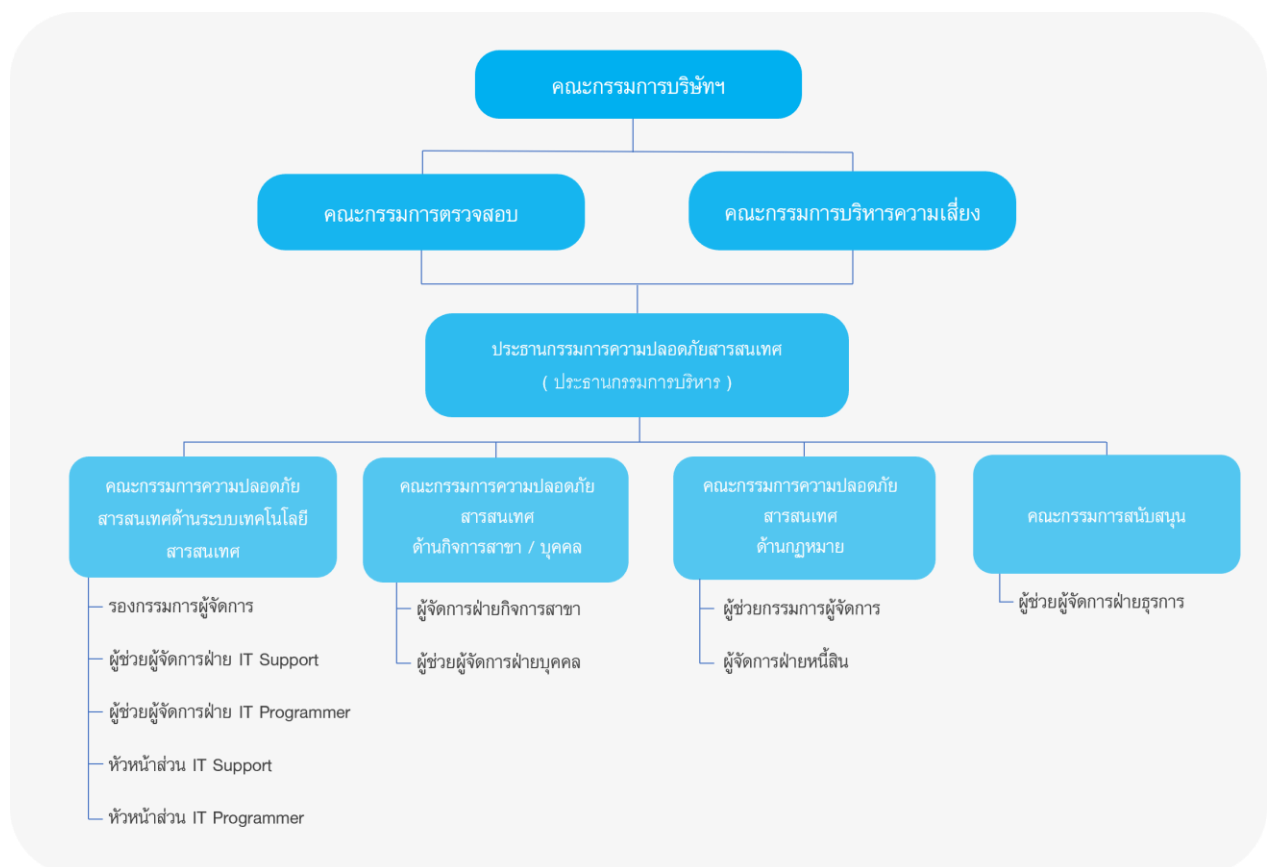 คณะกรรมการบริษัทฯ
คณะกรรมการตรวจสอบ
คณะกรรมการบริหารความเสี่ยง
ประธานกรรมการความปลอดภัยสารสนเทศ
( ประธานกรรมการบริหาร )
คณะกรรมการความปลอดภัย
สารสนเทศด้านระบบเทคโนโลยี
สารสนเทศ
รองกรรมการผู้จัดการ
ผู้ช่วยผู้จัดการฝ่าย IT Support
ผู้ช่วยผู้จัดการฝ่าย IT Programmer
หัวหน้าส่วน IT Support
หัวหน้าส่วน IT Programmer
คณะกรรมการความปลอดภัย
สารสนเทศ
ด้านกิจการสาขา / บุคคล
ผู้จัดการฝ่ายกิจการสาขา
ผู้ช่วยผู้จัดการฝ่ายบุคคล
คณะกรรมการความปลอดภัย
สารสนเทศ
ด้านกฎหมาย
ผู้ช่วยกรรมการผู้จัดการ
ผู้จัดการฝ่ายหนี้สิน
คณะกรรมการสนับสนุน
ผู้ช่วยผู้จัดการฝ่ายธุรการ